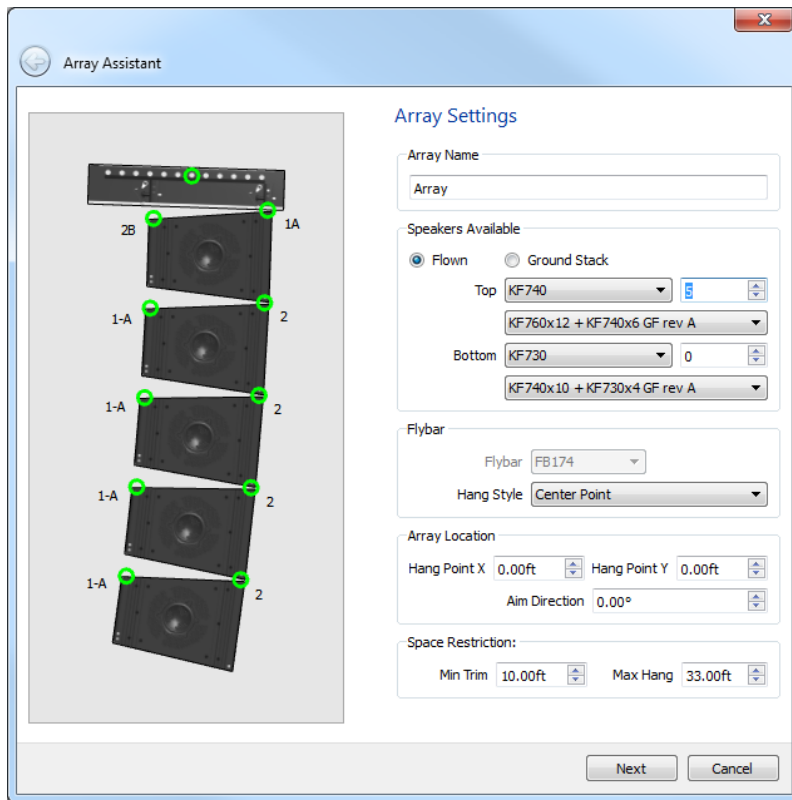 Array Assistant
Array Settings
Array Name
Array
Speakers Available
Flown Ground Stack
Top KF740 5
KF760x12 + KF740x6 GF rev A
Bottom KF730 0
KF740x10 + KF730x4 GF rev A
Flybar
Flybar FB174
Hang Style Center Point
Array Location
Hang Point X 0.00ft Hang Point Y 0.00ft
Aim Direction 0.00°
Space Restriction:
Min Trim 10.00ft Max Hang 33.00ft
2B 1A
1-A 2
1-A 2
1-A 2
1-A 2
Next Cancel